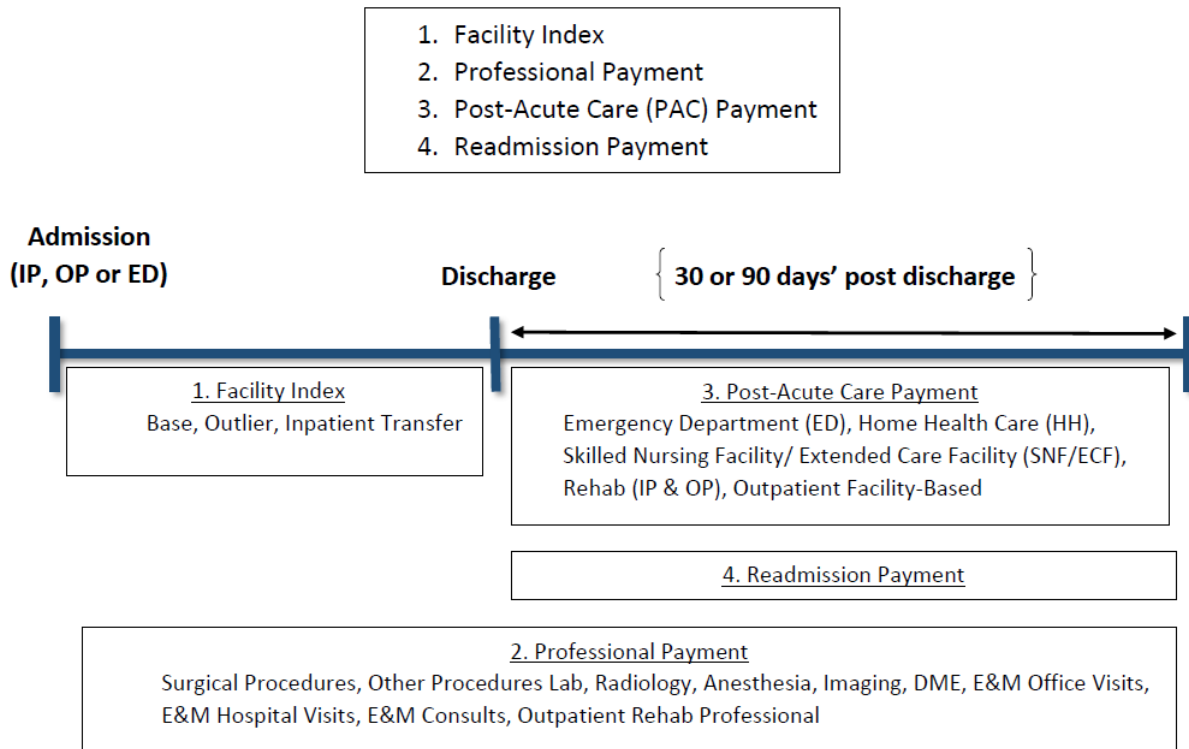 1. Facility Index
2. Professional Payment
3. Post-Acute Care (PAC) Payment
4. Readmission Payment
Admission
(IP, OP or ED)
Discharge
{ 30 or 90 days’ post discharge }
1. Facility Index
Base, Outlier, Inpatient Transfer
3. Post-Acute Care Payment
Emergency Department (ED), Home Health Care (HH),
Skilled Nursing Facility/ Extended Care Facility (SNF/ECF),
Rehab (IP & OP), Outpatient Facility-Based
4. Readmission Payment
2. Professional Payment
Surgical Procedures, Other Procedures Lab, Radiology, Anesthesia, Imaging, DME, E&M Office Visits,
E&M Hospital Visits, E&M Consults, Outpatient Rehab Professional